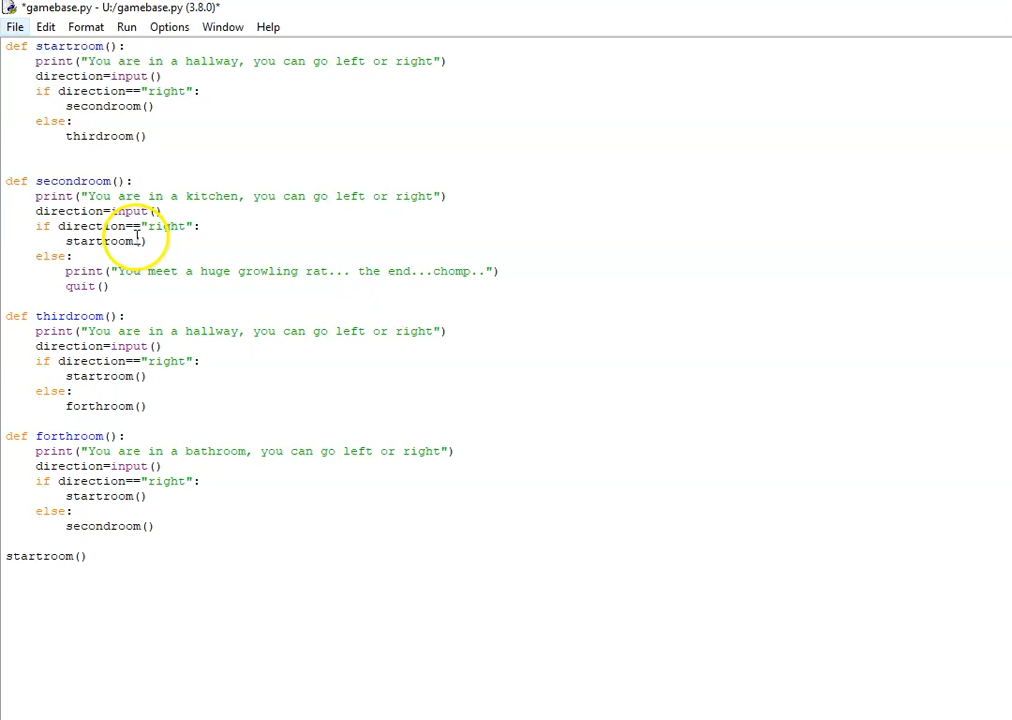 *gamebase.py - U:/gamebase.py (3.8.0)*
File Edit Format Run Options Window Help
def startroom():
    print("You are in a hallway, you can go left or right")
    direction=input()
    if direction=="right":
        secondroom()
    else:
        thirdroom()
def secondroom():
    print("You are in a kitchen, you can go left or right")
    direction=input()
    if direction=="right":
        startroom()
    else:
        print("You meet a huge growling rat... the end...chomp..")
        quit()
def thirdroom():
    print("You are in a hallway, you can go left or right")
    direction=input()
    if direction=="right":
        startroom()
    else:
        forthroom()
def forthroom():
    print("You are in a bathroom, you can go left or right")
    direction=input()
    if direction=="right":
        startroom()
    else:
        secondroom()
startroom()